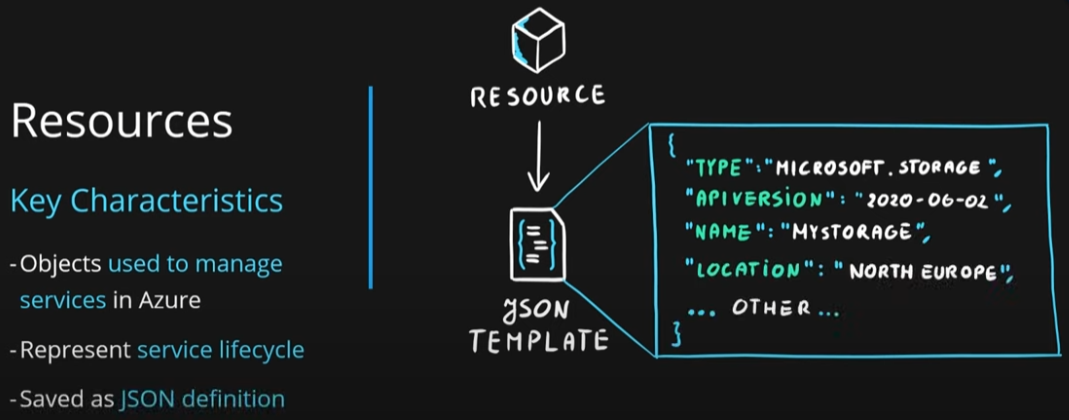 Resources
Key Characteristics
-Objects used to manage
services in Azure
-Represent service lifecycle
-Saved as JSON definition
RESOURCE
JSON
TEMPLATE
{
"TYPE":"MICROSOFT.STORAGE",
"APIVERSION": "2020-06-02",
"NAME": "MYSTORAGE",
"LOCATION": "NORTH EUROPE",
... OTHER ...
}